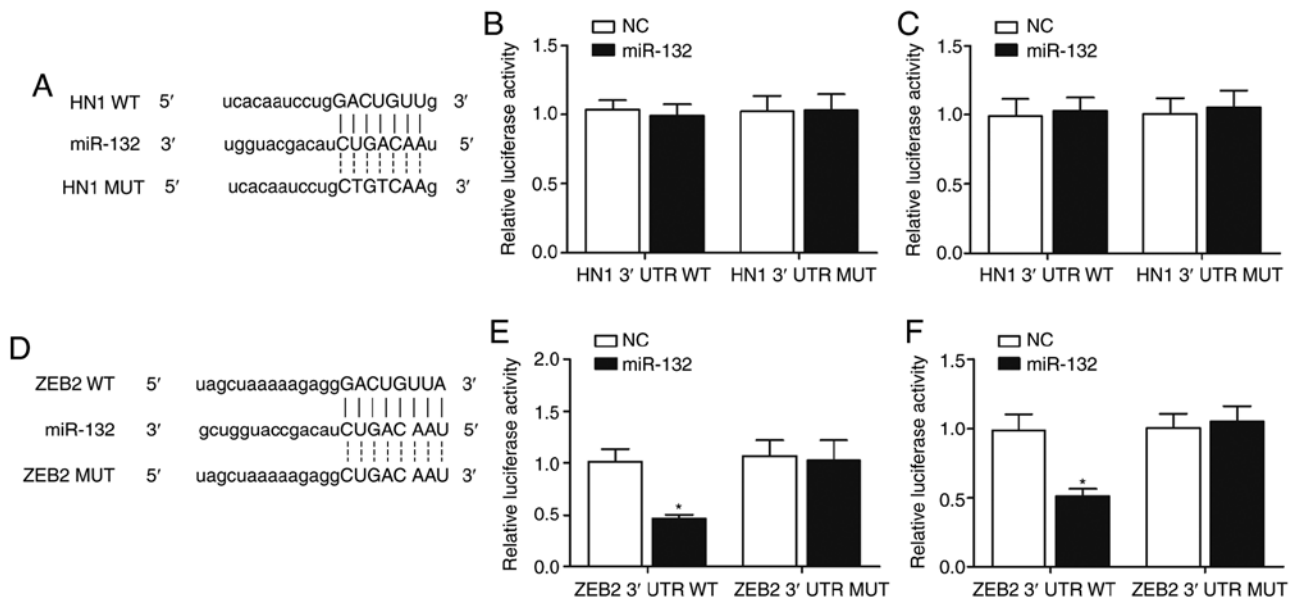 A
HN1 WT 5′ ucacaauccugGACUGUUg 3′
miR-132 3′ ugguacgacauCUGACAAu 5′
HN1 MUT 5′ ucacaauccugCTGTCAAg 3′
B
NC
miR-132
Relative luciferase activity
1.5
1.0
0.5
0.0
HN1 3′ UTR WT HN1 3′ UTR MUT
C
NC
miR-132
Relative luciferase activity
1.5
1.0
0.5
0.0
HN1 3′ UTR WT HN1 3′ UTR MUT
D
ZEB2 WT 5′ uagcuaaaaagaggGACUGUUA 3′
miR-132 3′ gcugguaccgacauCUGAC AAU 5′
ZEB2 MUT 5′ uagcuaaaaagaggCUGAC AAU 3′
E
NC
miR-132
Relative luciferase activity
2.0
1.5
1.0
0.5
0.0
*
ZEB2 3′ UTR WT ZEB2 3′ UTR MUT
F
NC
miR-132
Relative luciferase activity
1.5
1.0
0.5
0.0
*
ZEB2 3′ UTR WT ZEB2 3′ UTR MUT